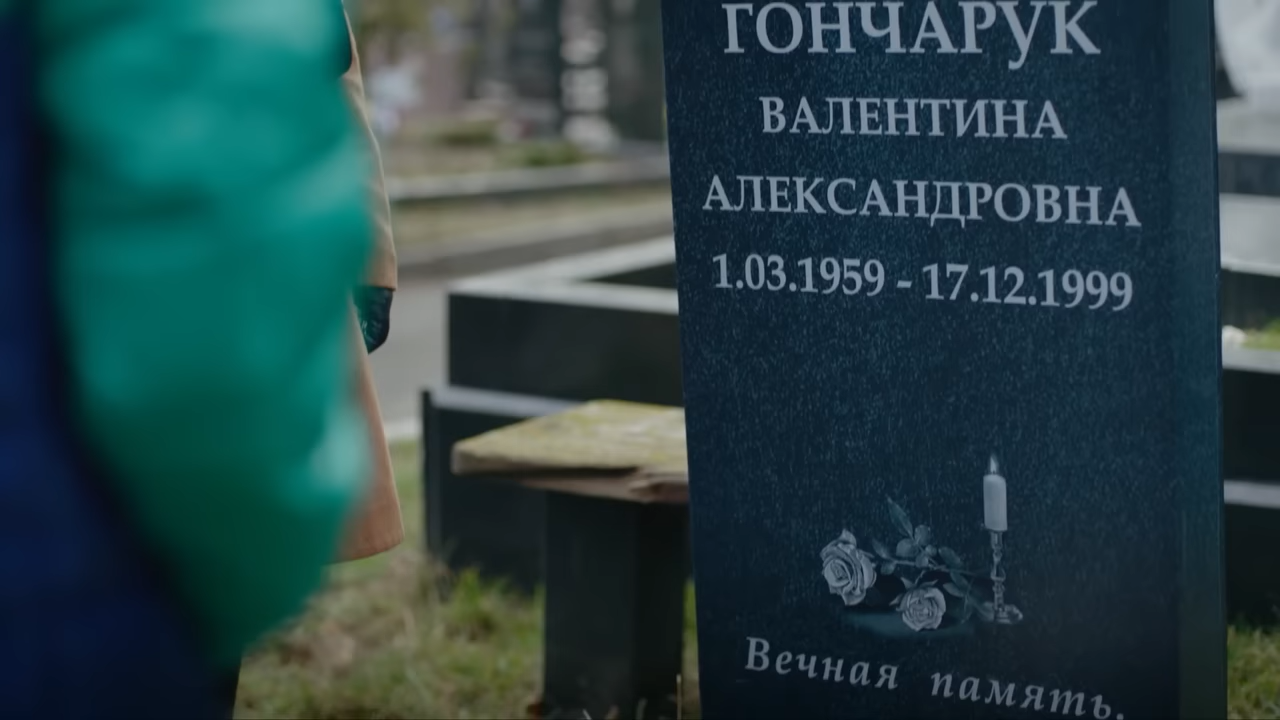 ГОНЧАРУК
ВАЛЕНТИНА
АЛЕКСАНДРОВНА
1.03.1959 - 17.12.1999
Вечная память.